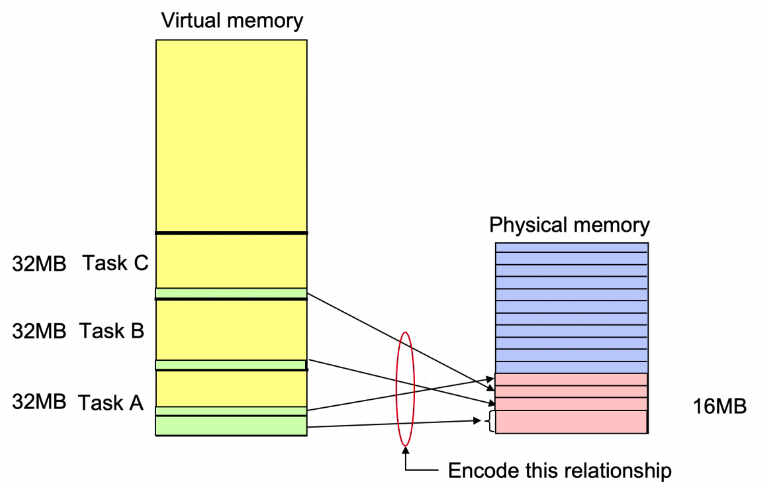 Virtual memory
Physical memory
32MB Task C
32MB Task B
32MB Task A
16MB
Encode this relationship